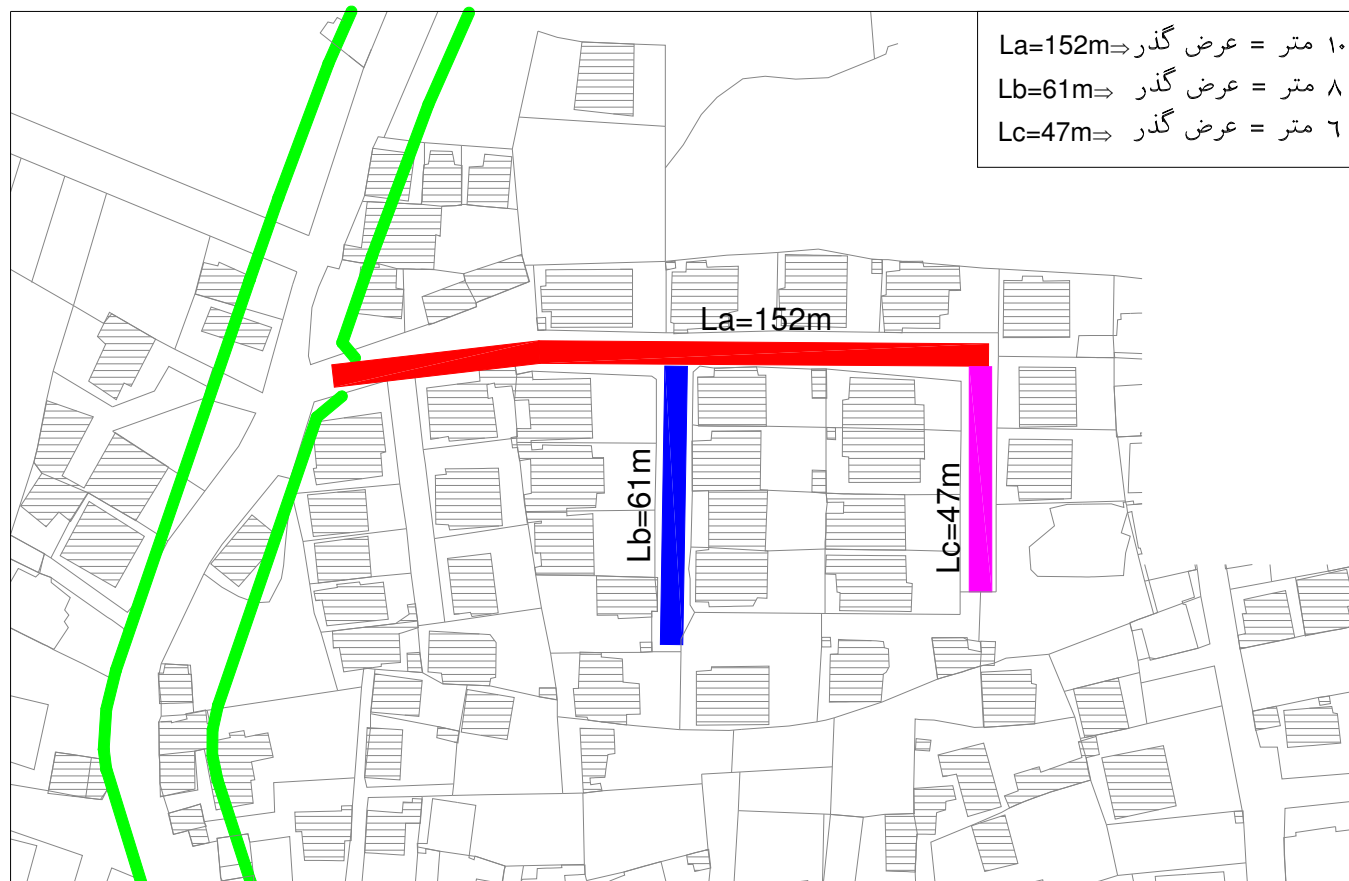 La=152m⇒ عرض گذر = ۱۰ متر
Lb=61m⇒ عرض گذر = ۸ متر
Lc=47m⇒ عرض گذر = ٦ متر
La=152m
Lb=61m
Lc=47m